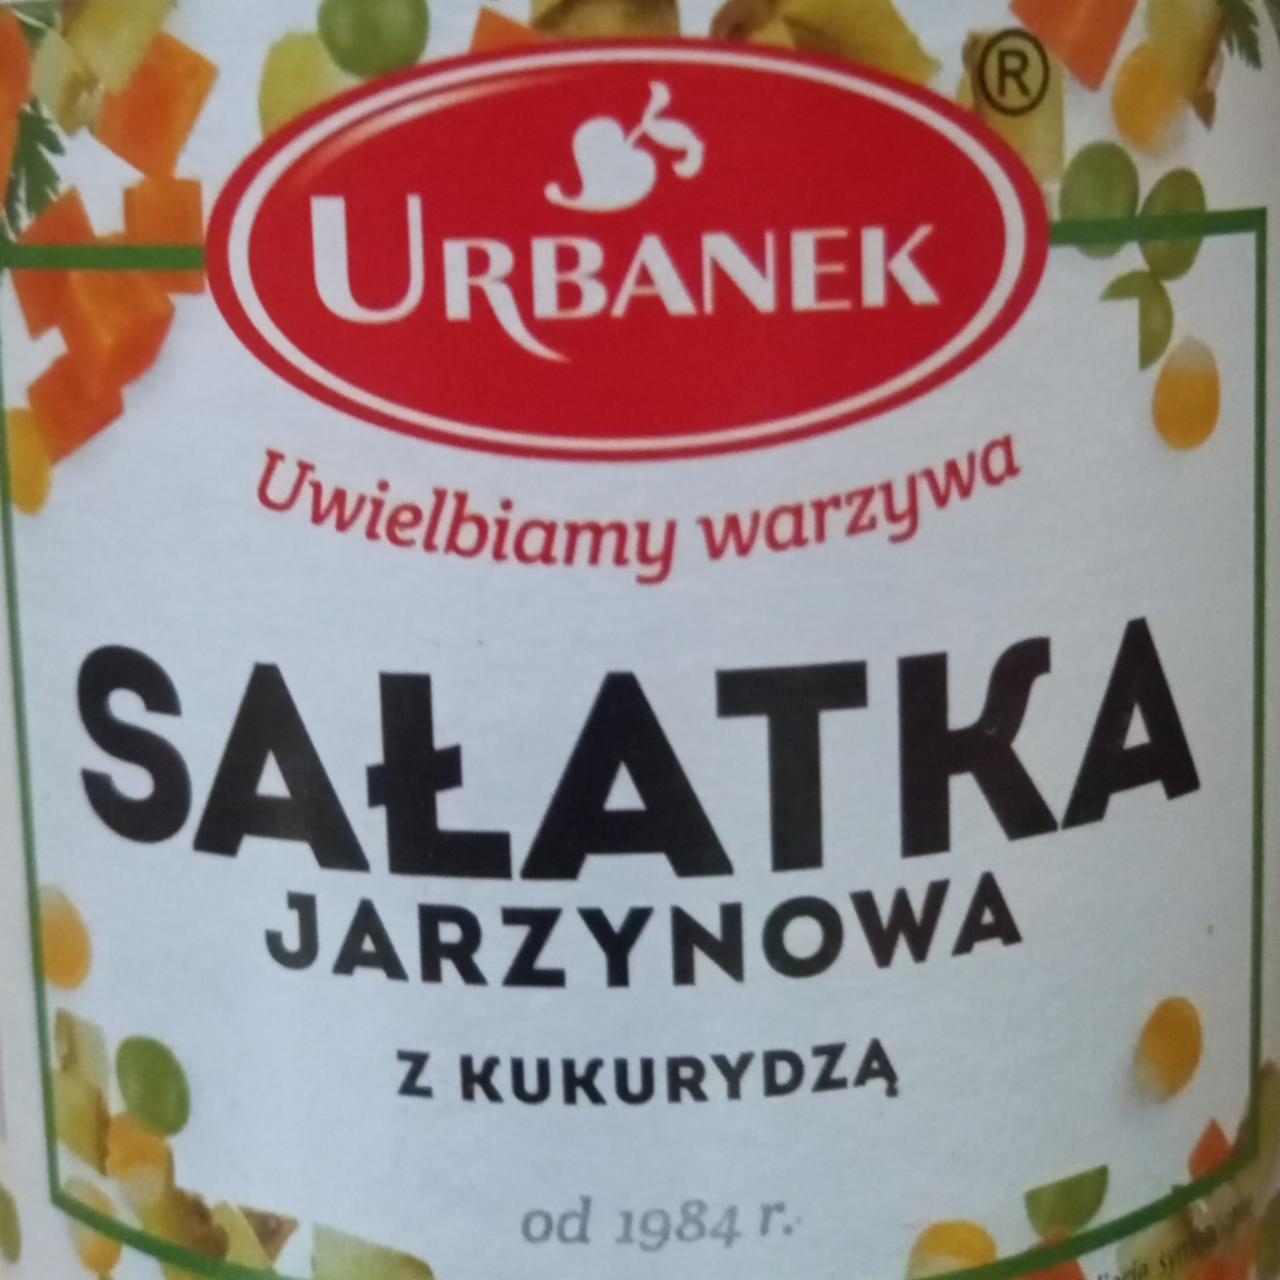 ®
URBANEK
Uwielbiamy warzywa
SAŁATKA
JARZYNOWA
Z KUKURYDZĄ
od 1984 r.